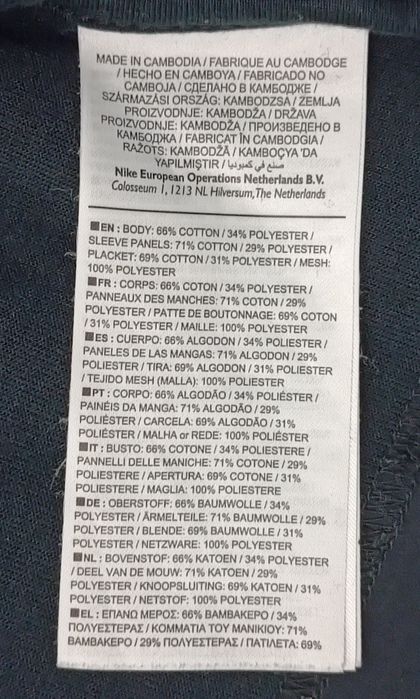 MADE IN CAMBODIA / FABRIQUE AU CAMBODGE
/ HECHO EN CAMBOYA / FABRICADO NO
CAMBOJA / СДЕЛАНО В КАМБОДЖЕ /
SZÁRMAZÁSI ORSZÁG: KAMBODZSA / ZEMLJA
PROIZVODNJE: KAMBODŽA / DRŽAVA
PROIZVODNJE: KAMBODŽA / ПРОИЗВЕДЕНО В
КАМБОДЖА / FABRICAT ÎN CAMBODGIA /
RAŽOTS: KAMBODŽĀ / KAMBOÇYA 'DA
YAPILMIŞTIR / صنع في كمبوديا
Nike European Operations Netherlands B.V.
Colosseum 1, 1213 NL Hilversum, The Netherlands
■EN : BODY: 66% COTTON / 34% POLYESTER /
SLEEVE PANELS: 71% COTTON / 29% POLYESTER /
PLACKET: 69% COTTON / 31% POLYESTER / MESH:
100% POLYESTER
■FR : CORPS: 66% COTON / 34% POLYESTER /
PANNEAUX DES MANCHES: 71% COTON / 29%
POLYESTER / PATTE DE BOUTONNAGE: 69% COTON
/ 31% POLYESTER / MAILLE: 100% POLYESTER
■ES : CUERPO: 66% ALGODON / 34% POLIESTER /
PANELES DE LAS MANGAS: 71% ALGODON / 29%
POLIESTER / TIRA: 69% ALGODON / 31% POLIESTER
/ TEJIDO MESH (MALLA): 100% POLIESTER
■PT : CORPO: 66% ALGODÃO / 34% POLIÉSTER /
PAINÉIS DA MANGA: 71% ALGODÃO / 29%
POLIÉSTER / CARCELA: 69% ALGODÃO / 31%
POLIÉSTER / MALHA or REDE: 100% POLIÉSTER
■IT : BUSTO: 66% COTONE / 34% POLIESTERE /
PANNELLI DELLE MANICHE: 71% COTONE / 29%
POLIESTERE / APERTURA: 69% COTONE / 31%
POLIESTERE / MAGLIA: 100% POLIESTERE
■DE : OBERSTOFF: 66% BAUMWOLLE / 34%
POLYESTER / ÄRMELTEILE: 71% BAUMWOLLE / 29%
POLYESTER / BLENDE: 69% BAUMWOLLE / 31%
POLYESTER / NETZWARE: 100% POLYESTER
■NL : BOVENSTOF: 66% KATOEN / 34% POLYESTER
/ DEEL VAN DE MOUW: 71% KATOEN / 29%
POLYESTER / KNOOPSLUITING: 69% KATOEN / 31%
POLYESTER / NETSTOF: 100% POLYESTER
■EL : ΕΠΑΝΩ ΜΕΡΟΣ: 66% ΒΑΜΒΑΚΕΡΟ / 34%
ΠΟΛΥΕΣΤΕΡΑΣ / ΚΟΜΜΑΤΙΑ ΤΟΥ ΜΑΝΙΚΙΟΥ: 71%
ΒΑΜΒΑΚΕΡΟ / 29% ΠΟΛΥΕΣΤΕΡΑΣ / ΠΑΤΙΛΕΤΑ: 69%